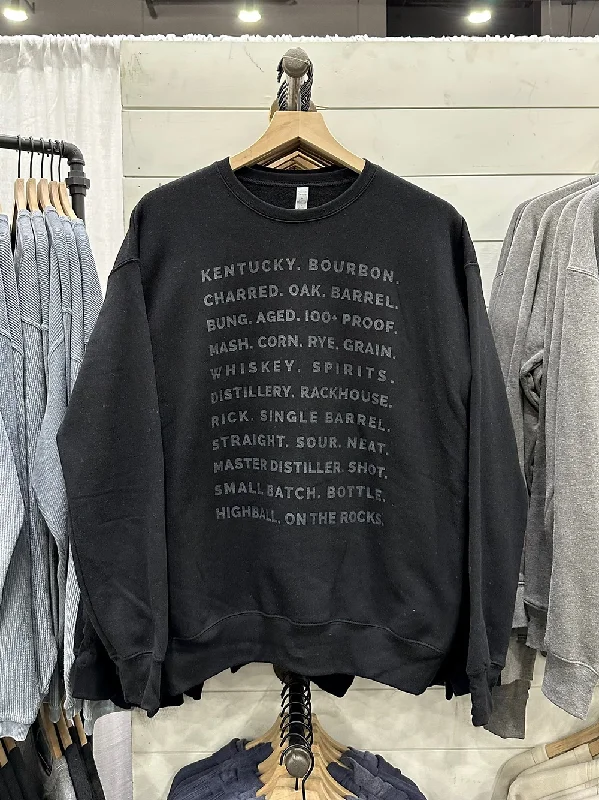 KENTUCKY. BOURBON.
CHARRED. OAK. BARREL.
BUNG. AGED. 100+ PROOF.
MASH. CORN. RYE. GRAIN.
WHISKEY. SPIRITS.
DISTILLERY. RACKHOUSE.
RICK. SINGLE BARREL.
STRAIGHT. SOUR. NEAT.
MASTER DISTILLER. SHOT.
SMALL BATCH. BOTTLE.
HIGHBALL. ON THE ROCKS.